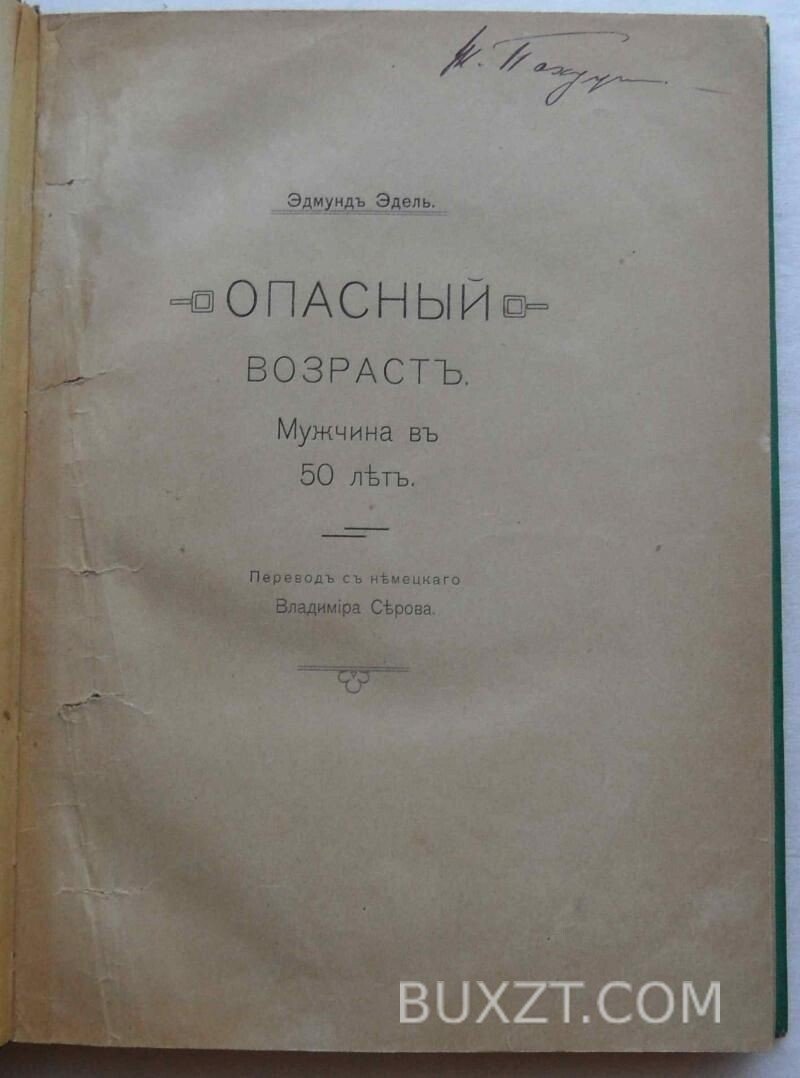 Эдмундъ Эдель.
ОПАСНЫЙ
ВОЗРАСТЪ.
Мужчина въ
50 лѣтъ.
Переводъ съ нѣмецкаго
Владиміра Сѣрова.
BUXZT.COM